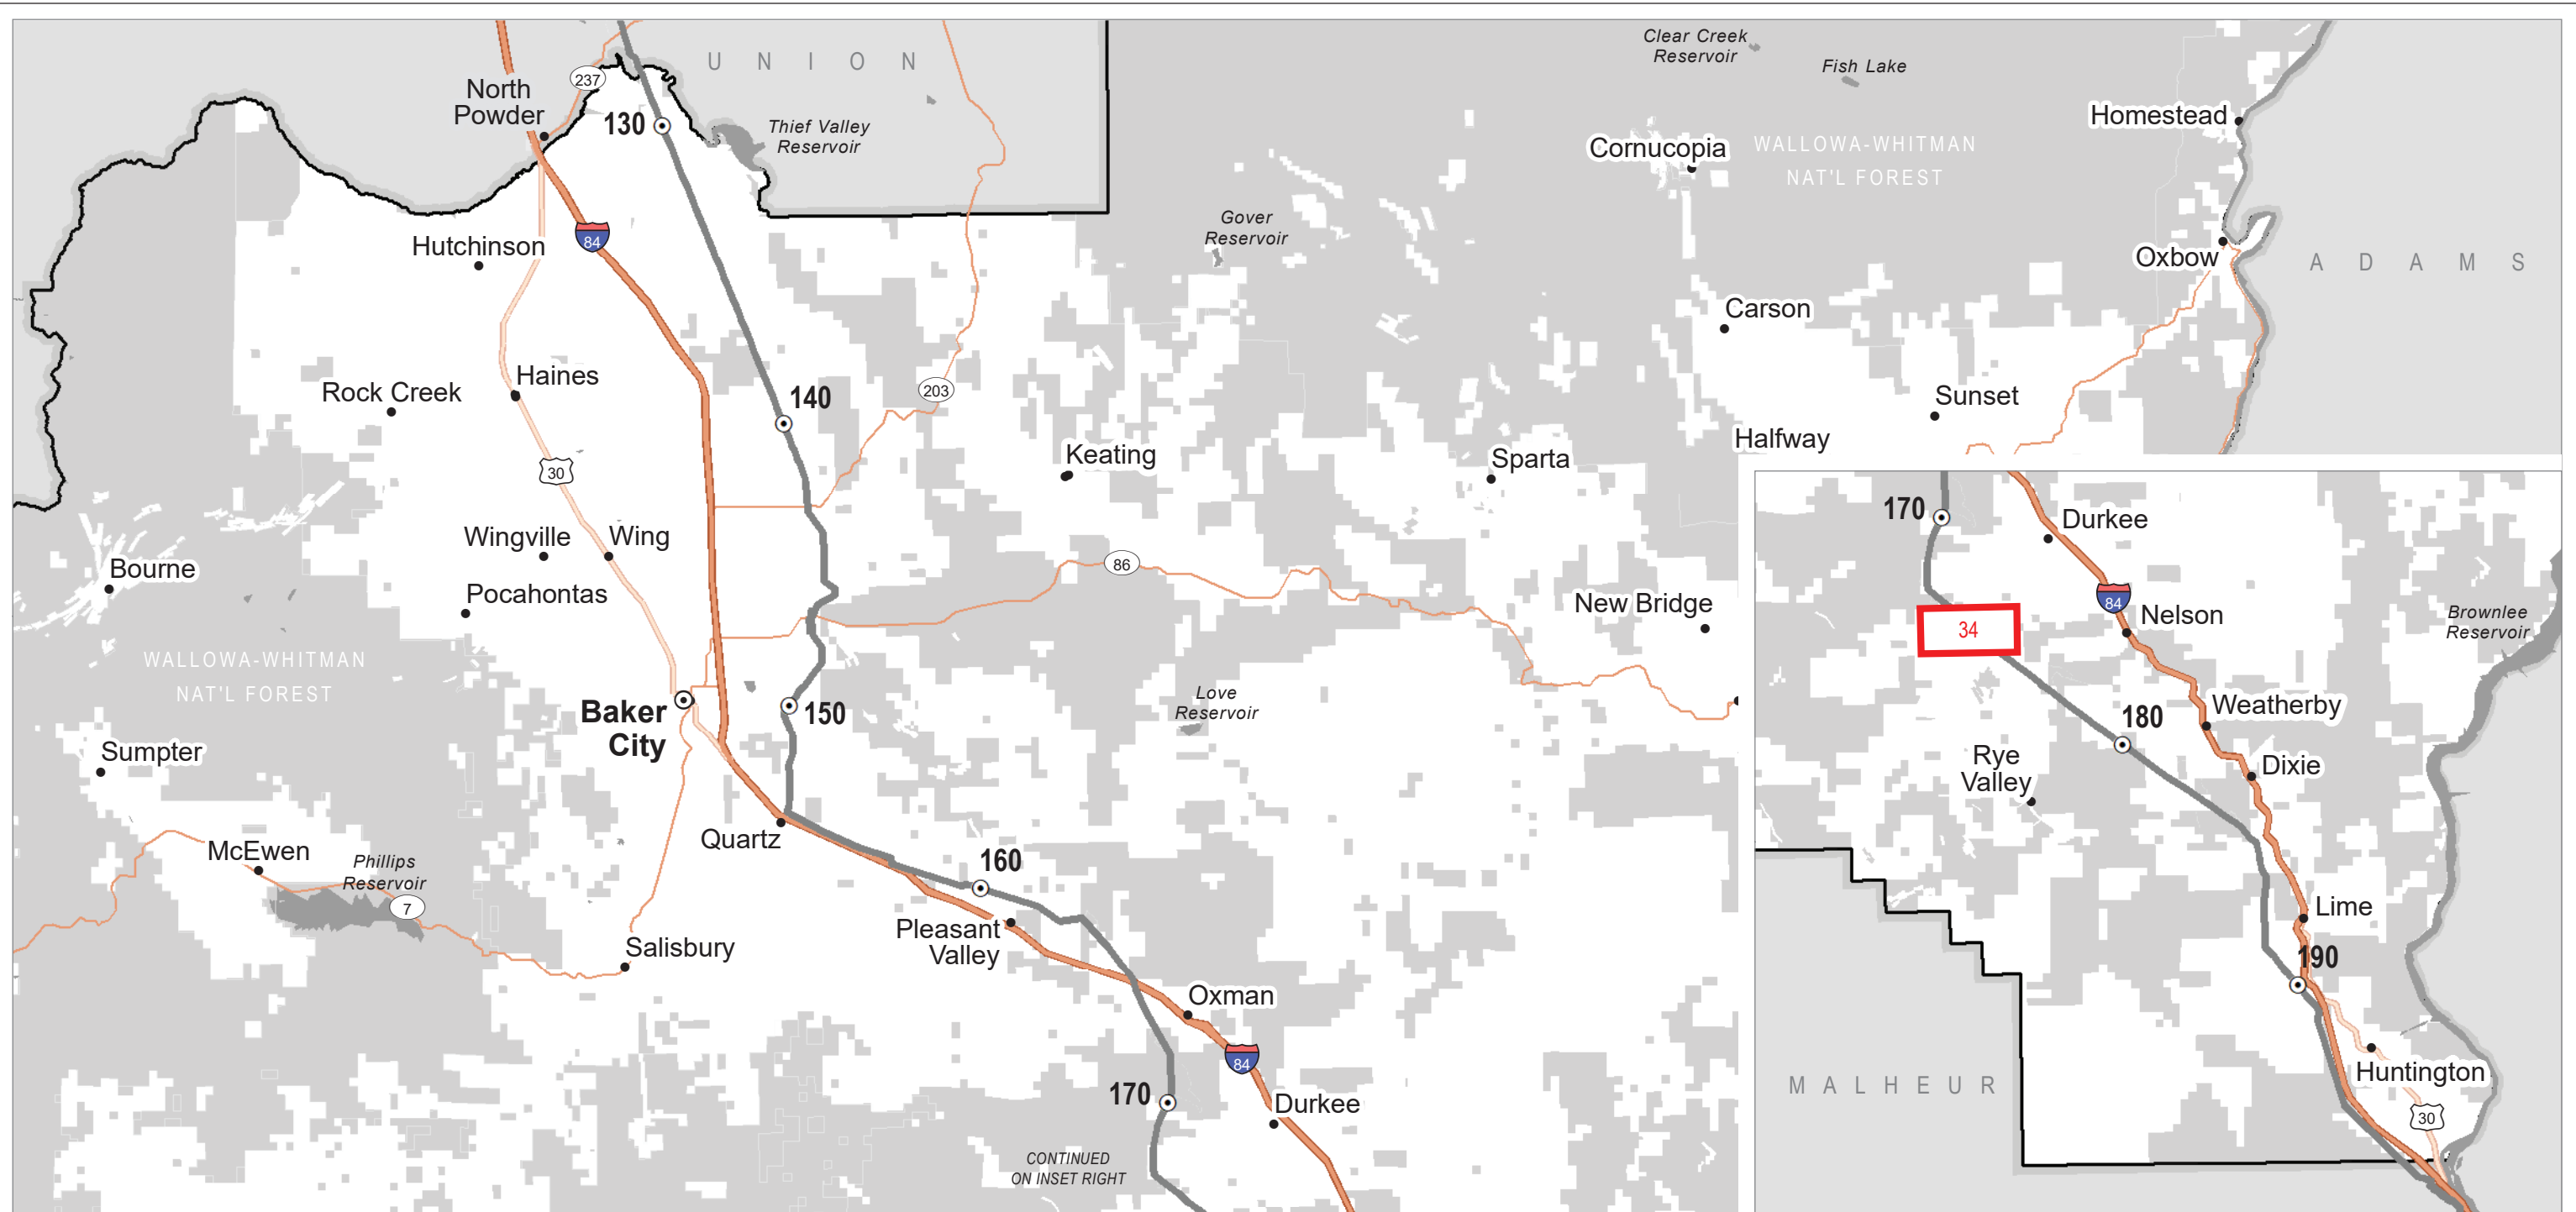 U N I O N
Clear Creek
Reservoir
Fish Lake
237
North
Powder
130
Thief Valley
Reservoir
Homestead
Cornucopia
WALLOWA-WHITMAN
NAT'L FOREST
Gover
Reservoir
84
Hutchinson
Oxbow
A D A M S
Carson
Haines
Rock Creek
140
203
Sunset
Halfway
Keating
Sparta
30
Wingville
Wing
86
Bourne
Pocahontas
New Bridge
WALLOWA-WHITMAN
NAT'L FOREST
Baker
City
150
Love
Reservoir
Sumpter
Quartz
McEwen
Phillips
Reservoir
7
160
Pleasant
Valley
Salisbury
Oxman
84
170
Durkee
CONTINUED
ON INSET RIGHT
170
Durkee
84
Nelson
Brownlee
Reservoir
34
Weatherby
180
Rye
Valley
Dixie
Lime
190
M A L H E U R
Huntington
30